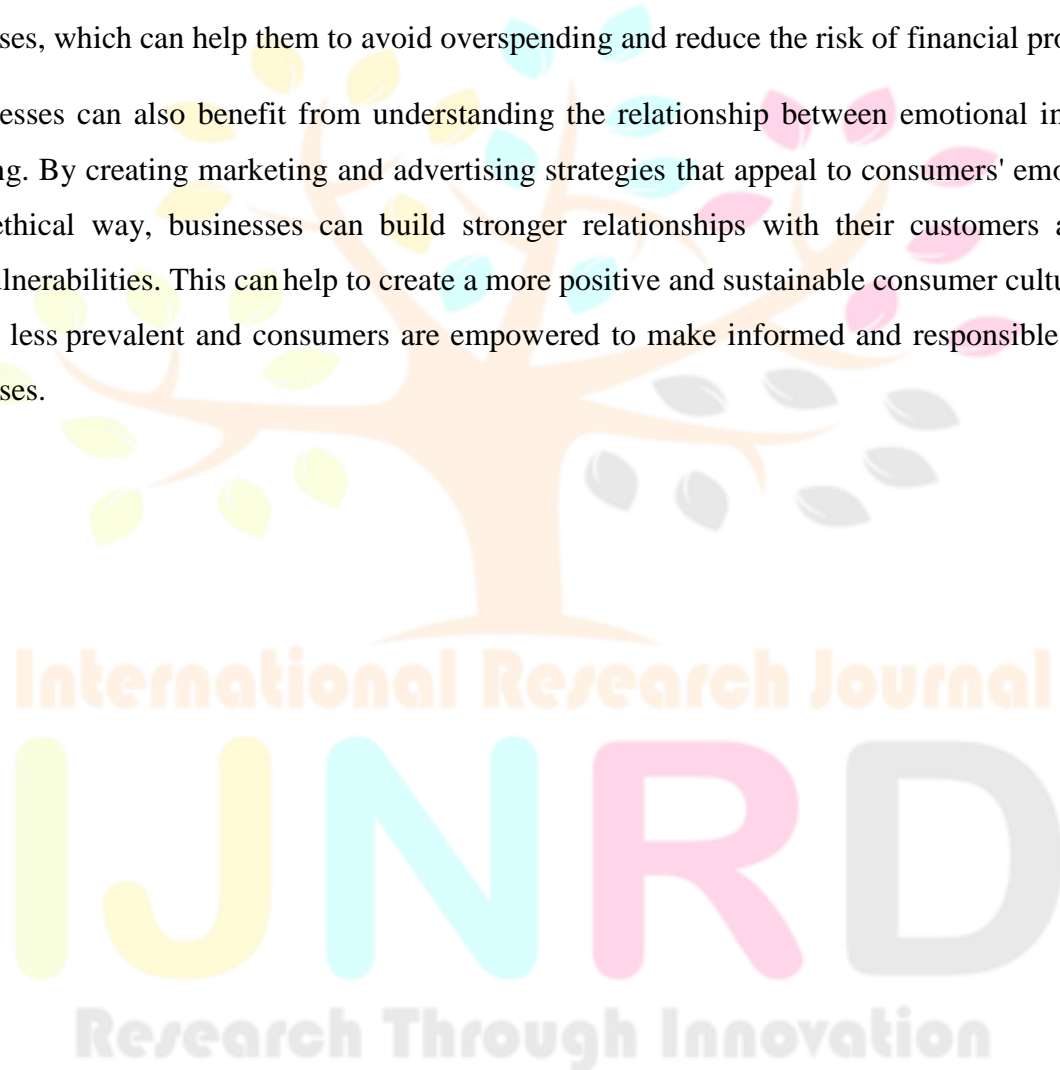 ses, which can help them to avoid overspending and reduce the risk of financial pro
esses can also benefit from understanding the relationship between emotional in
ng. By creating marketing and advertising strategies that appeal to consumers' emo
ethical way, businesses can build stronger relationships with their customers a
ulnerabilities. This can help to create a more positive and sustainable consumer cultu
less prevalent and consumers are empowered to make informed and responsible
ses.
International Research Journal
IJNRD
Research Through Innovation